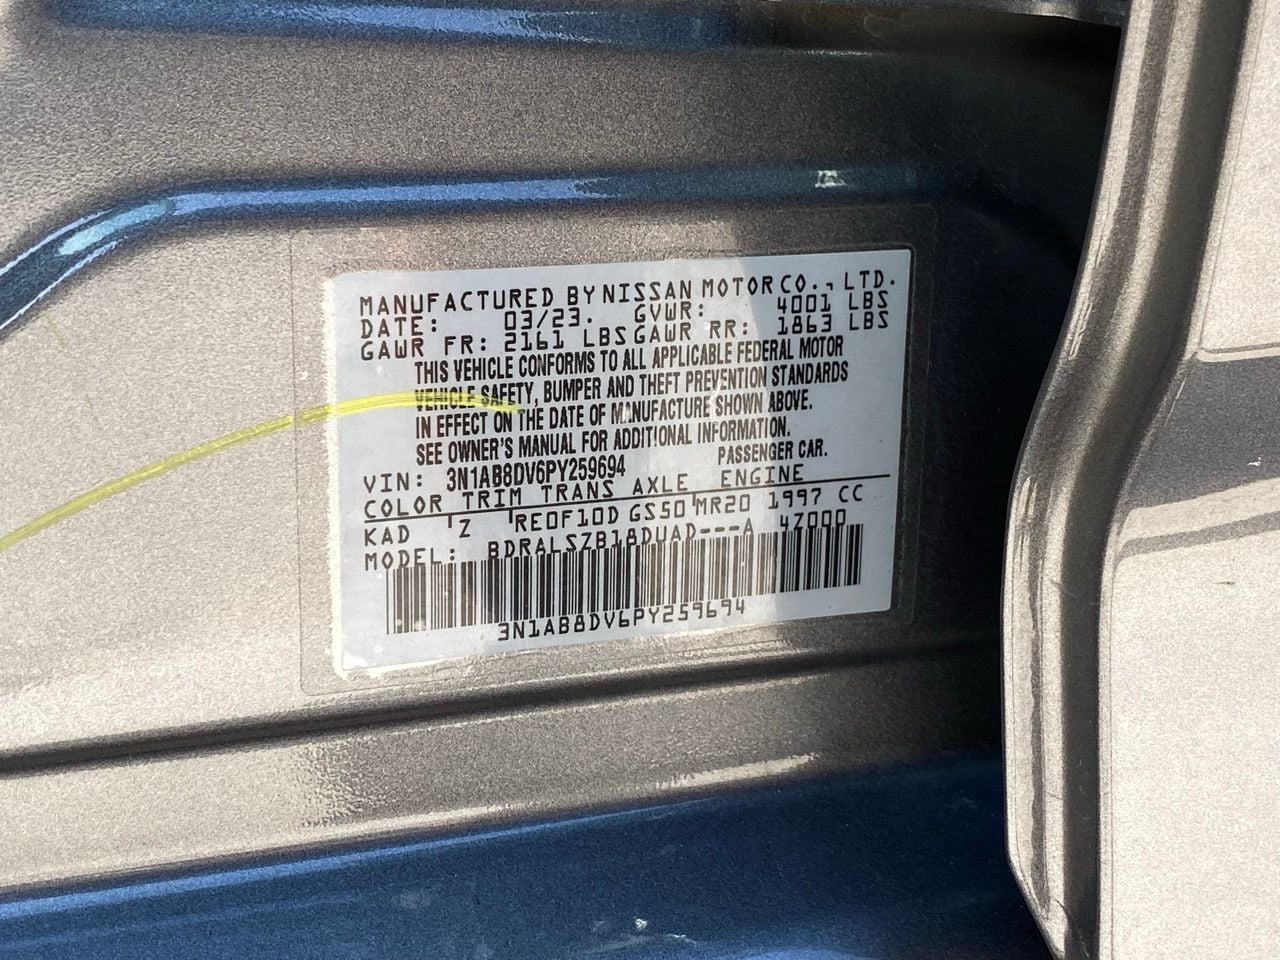 MANUFACTURED BY NISSAN MOTOR CO., LTD.
DATE: 03/23. GVWR: 4001 LBS
GAWR FR: 2161 LBS GAWR RR: 1863 LBS
THIS VEHICLE CONFORMS TO ALL APPLICABLE FEDERAL MOTOR
VEHICLE SAFETY, BUMPER AND THEFT PREVENTION STANDARDS
IN EFFECT ON THE DATE OF MANUFACTURE SHOWN ABOVE.
SEE OWNER'S MANUAL FOR ADDITIONAL INFORMATION.
VIN: 3N1AB8DV6PY259694 PASSENGER CAR.
COLOR TRIM TRANS AXLE ENGINE
KAD Z RE0F10D GS50 MR20 1997 CC
MODEL: BDRALSZB18DUAD---A 4Z000
3N1AB8DV6PY259694